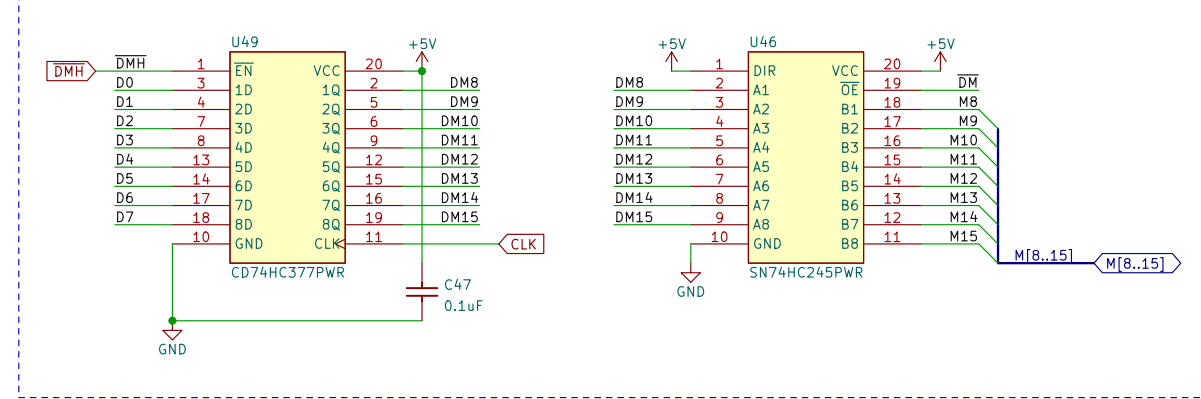 U49
+5V
+5V
U46
+5V
DMH
DMH
1
EN
VCC
20
1
DIR
VCC
20
D0
3
1D
1Q
2
DM8
DM8
2
A1
OE
19
DM
D1
4
2D
2Q
5
DM9
DM9
3
A2
B1
18
M8
D2
7
3D
3Q
6
DM10
DM10
4
A3
B2
17
M9
D3
8
4D
4Q
9
DM11
DM11
5
A4
B3
16
M10
D4
13
5D
5Q
12
DM12
DM12
6
A5
B4
15
M11
D5
14
6D
6Q
15
DM13
DM13
7
A6
B5
14
M12
D6
17
7D
7Q
16
DM14
DM14
8
A7
B6
13
M13
D7
18
8D
8Q
19
DM15
DM15
9
A8
B7
12
M14
10
GND
CLK
11
CLK
10
GND
B8
11
M15
M[8..15]
M[8..15]
CD74HC377PWR
SN74HC245PWR
C47
0.1uF
GND
GND